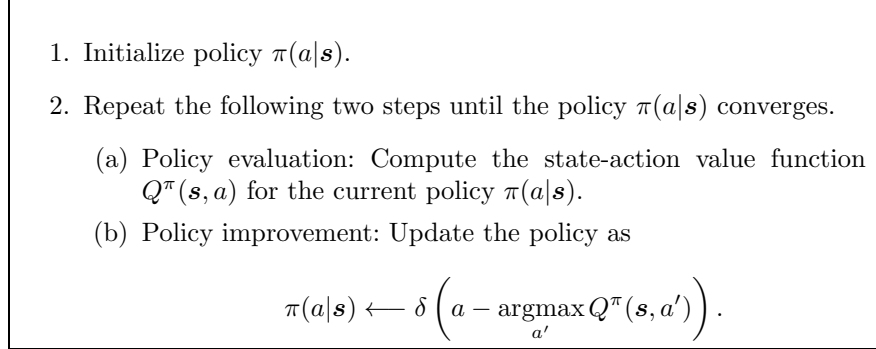 1. Initialize policy π(a|s).
2. Repeat the following two steps until the policy π(a|s) converges.
(a) Policy evaluation: Compute the state-action value function
Q^π(s, a) for the current policy π(a|s).
(b) Policy improvement: Update the policy as
π(a|s) ⟵ δ ( a − argmax_{a′} Q^π(s, a′) ) .